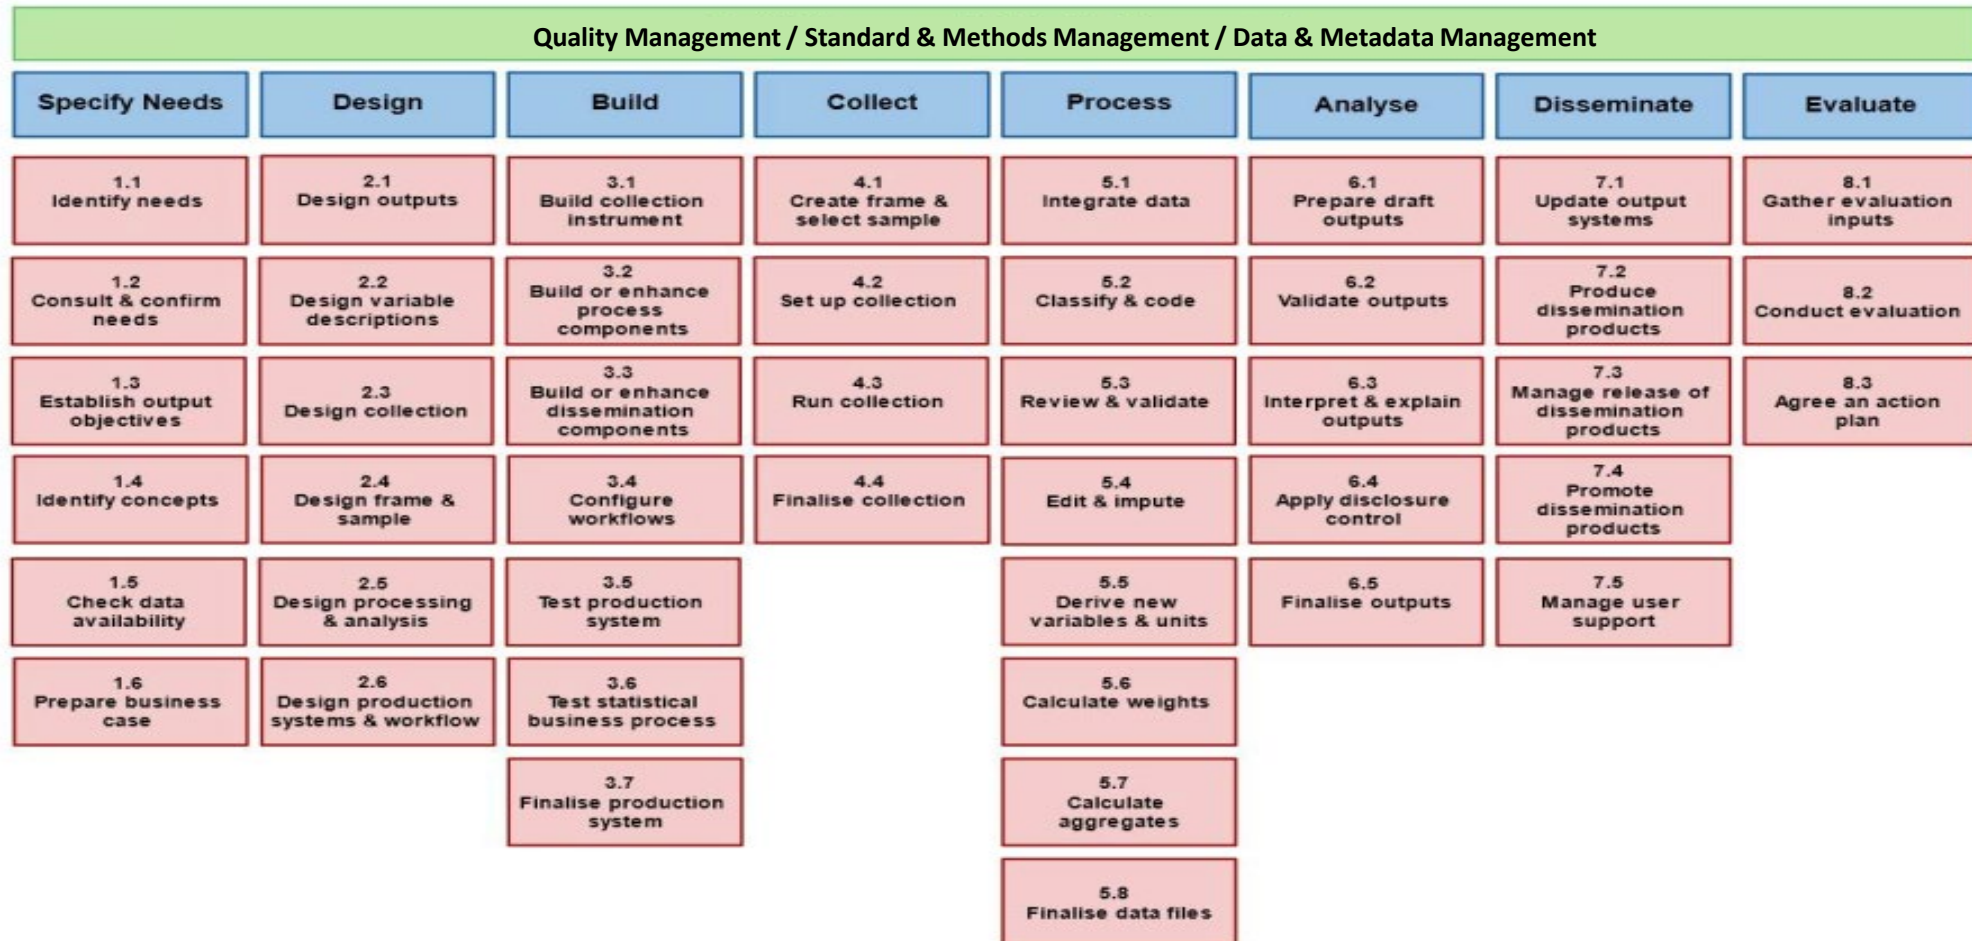 Quality Management / Standard & Methods Management / Data & Metadata Management
Specify Needs
Design
Build
Collect
Process
Analyse
Disseminate
Evaluate
1.1
Identify needs
2.1
Design outputs
3.1
Build collection
instrument
4.1
Create frame &
select sample
5.1
Integrate data
6.1
Prepare draft
outputs
7.1
Update output
systems
8.1
Gather evaluation
inputs
1.2
Consult & confirm
needs
2.2
Design variable
descriptions
3.2
Build or enhance
process
components
4.2
Set up collection
5.2
Classify & code
6.2
Validate outputs
7.2
Produce
dissemination
products
8.2
Conduct evaluation
1.3
Establish output
objectives
2.3
Design collection
3.3
Build or enhance
dissemination
components
4.3
Run collection
5.3
Review & validate
6.3
Interpret & explain
outputs
7.3
Manage release of
dissemination
products
8.3
Agree an action
plan
1.4
Identify concepts
2.4
Design frame &
sample
3.4
Configure
workflows
4.4
Finalise collection
5.4
Edit & impute
6.4
Apply disclosure
control
7.4
Promote
dissemination
products
1.5
Check data
availability
2.5
Design processing
& analysis
3.5
Test production
system
5.5
Derive new
variables & units
6.5
Finalise outputs
7.5
Manage user
support
1.6
Prepare business
case
2.6
Design production
systems & workflow
3.6
Test statistical
business process
5.6
Calculate weights
3.7
Finalise production
system
5.7
Calculate
aggregates
5.8
Finalise data files